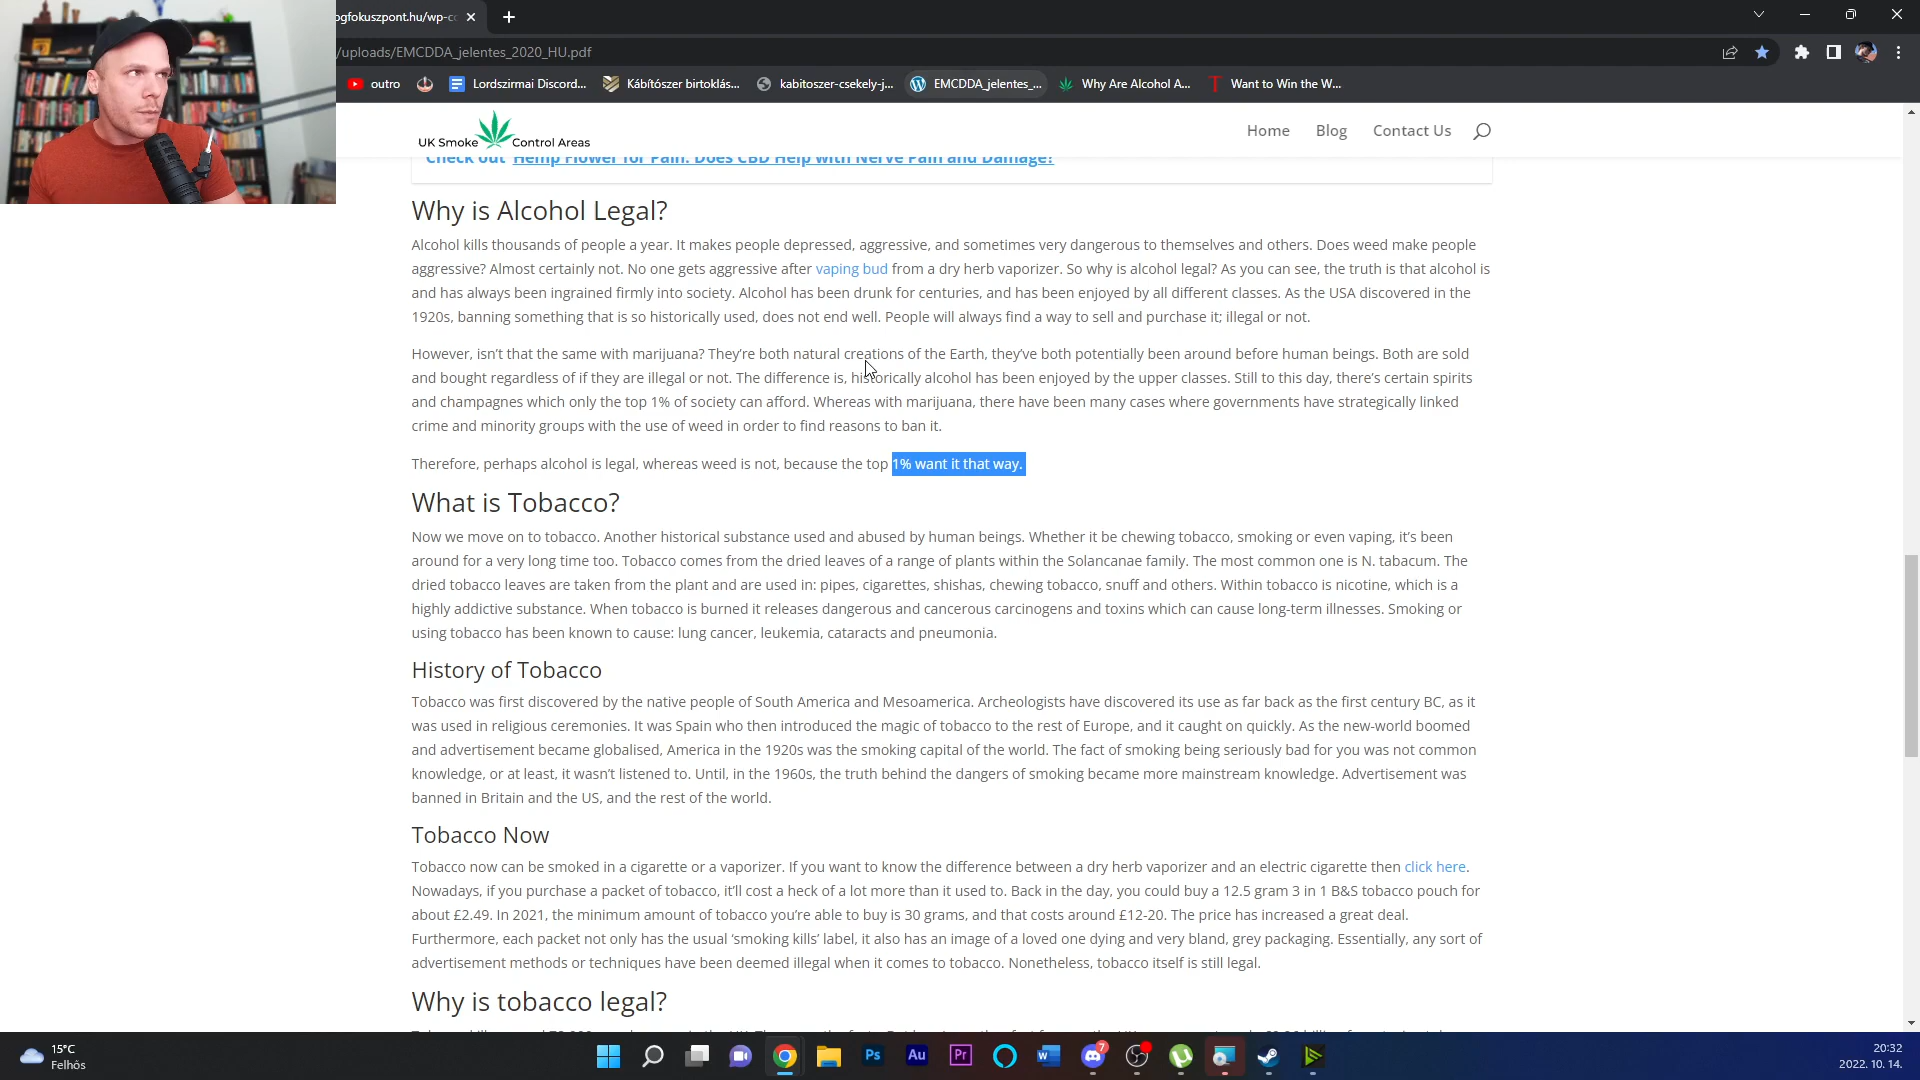 ogfokuszpont.hu/wp-co
/uploads/EMCDDA_jelentes_2020_HU.pdf
outro
Lordszirmai Discord...
Kábítószer birtoklás...
kabitoszer-csekely-j...
EMCDDA_jelentes_...
Why Are Alcohol A...
Want to Win the W...
UK Smoke Control Areas
Home
Blog
Contact Us
Check out Hemp Flower for Pain: Does CBD Help with Nerve Pain and Damage?
Why is Alcohol Legal?
Alcohol kills thousands of people a year. It makes people depressed, aggressive, and sometimes very dangerous to themselves and others. Does weed make people
aggressive? Almost certainly not. No one gets aggressive after vaping bud from a dry herb vaporizer. So why is alcohol legal? As you can see, the truth is that alcohol is
and has always been ingrained firmly into society. Alcohol has been drunk for centuries, and has been enjoyed by all different classes. As the USA discovered in the
1920s, banning something that is so historically used, does not end well. People will always find a way to sell and purchase it; illegal or not.
However, isn't that the same with marijuana? They're both natural creations of the Earth, they've both potentially been around before human beings. Both are sold
and bought regardless of if they are illegal or not. The difference is, historically alcohol has been enjoyed by the upper classes. Still to this day, there's certain spirits
and champagnes which only the top 1% of society can afford. Whereas with marijuana, there have been many cases where governments have strategically linked
crime and minority groups with the use of weed in order to find reasons to ban it.
Therefore, perhaps alcohol is legal, whereas weed is not, because the top 1% want it that way.
What is Tobacco?
Now we move on to tobacco. Another historical substance used and abused by human beings. Whether it be chewing tobacco, smoking or even vaping, it's been
around for a very long time too. Tobacco comes from the dried leaves of a range of plants within the Solancanae family. The most common one is N. tabacum. The
dried tobacco leaves are taken from the plant and are used in: pipes, cigarettes, shishas, chewing tobacco, snuff and others. Within tobacco is nicotine, which is a
highly addictive substance. When tobacco is burned it releases dangerous and cancerous carcinogens and toxins which can cause long-term illnesses. Smoking or
using tobacco has been known to cause: lung cancer, leukemia, cataracts and pneumonia.
History of Tobacco
Tobacco was first discovered by the native people of South America and Mesoamerica. Archeologists have discovered its use as far back as the first century BC, as it
was used in religious ceremonies. It was Spain who then introduced the magic of tobacco to the rest of Europe, and it caught on quickly. As the new-world boomed
and advertisement became globalised, America in the 1920s was the smoking capital of the world. The fact of smoking being seriously bad for you was not common
knowledge, or at least, it wasn't listened to. Until, in the 1960s, the truth behind the dangers of smoking became more mainstream knowledge. Advertisement was
banned in Britain and the US, and the rest of the world.
Tobacco Now
Tobacco now can be smoked in a cigarette or a vaporizer. If you want to know the difference between a dry herb vaporizer and an electric cigarette then click here.
Nowadays, if you purchase a packet of tobacco, it'll cost a heck of a lot more than it used to. Back in the day, you could buy a 12.5 gram 3 in 1 B&S tobacco pouch for
about £2.49. In 2021, the minimum amount of tobacco you're able to buy is 30 grams, and that costs around £12-20. The price has increased a great deal.
Furthermore, each packet not only has the usual 'smoking kills' label, it also has an image of a loved one dying and very bland, grey packaging. Essentially, any sort of
advertisement methods or techniques have been deemed illegal when it comes to tobacco. Nonetheless, tobacco itself is still legal.
Why is tobacco legal?
15°C
Felhős
Ps
Au
Pr
7
20:32
2022. 10. 14.